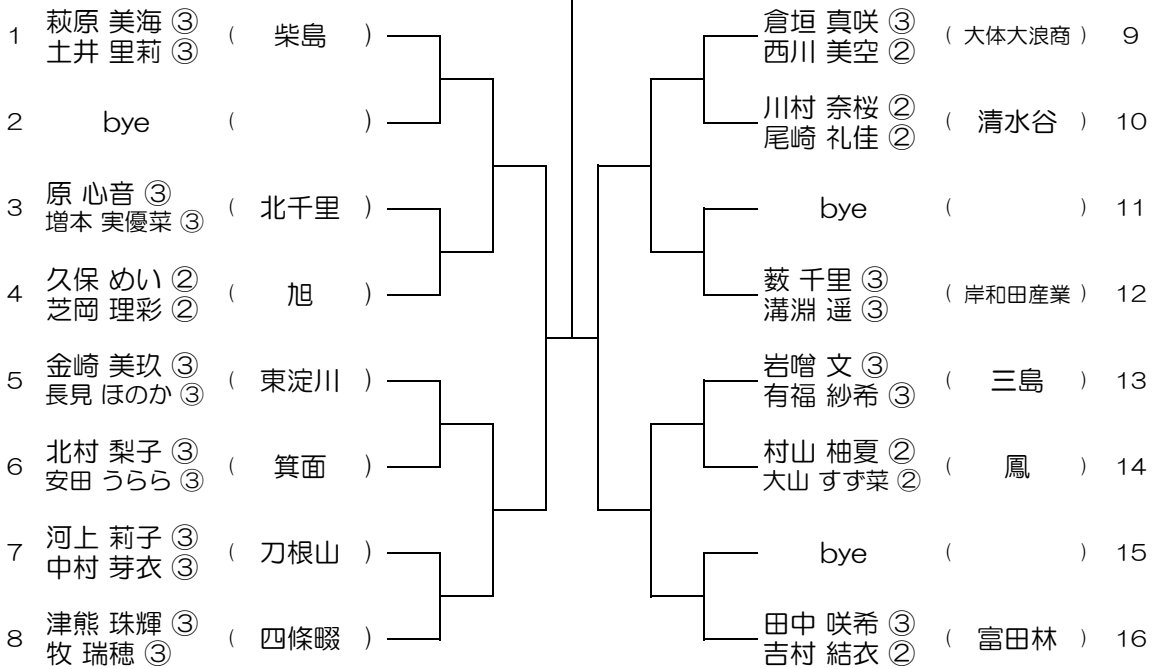 1 萩原 美海 ③ ( 柴島 )
土井 里莉 ③
2 bye ( )
3 原 心音 ③ ( 北千里 )
増本 実優菜 ③
4 久保 めい ② ( 旭 )
芝岡 理彩 ②
5 金崎 美玖 ③ ( 東淀川 )
長見 ほのか ③
6 北村 梨子 ③ ( 箕面 )
安田 うらら ③
7 河上 莉子 ③ ( 刀根山 )
中村 芽衣 ③
8 津熊 珠輝 ③ ( 四條畷 )
牧 瑞穂 ③
倉垣 真咲 ③ ( 大体大浪商 ) 9
西川 美空 ②
川村 奈桜 ② ( 清水谷 ) 10
尾崎 礼佳 ②
bye ( ) 11
薮 千里 ③ ( 岸和田産業 ) 12
溝淵 遥 ③
岩噌 文 ③ ( 三島 ) 13
有福 紗希 ③
村山 柚夏 ② ( 鳳 ) 14
大山 すず菜 ②
bye ( ) 15
田中 咲希 ③ ( 富田林 ) 16
吉村 結衣 ②